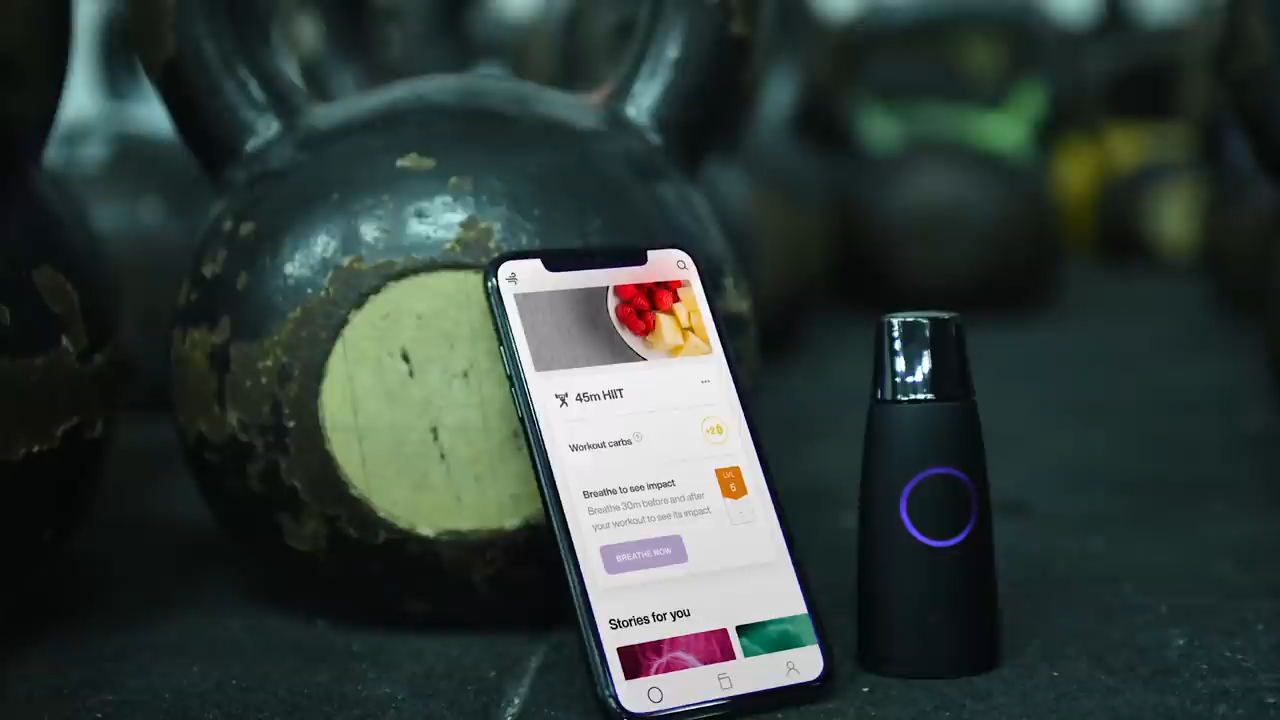 45m HIIT
Workout carbs ?
+2
Breathe to see impact
Breathe 30m before and after
your workout to see its impact.
LVL
5
-
BREATHE NOW
Stories for you